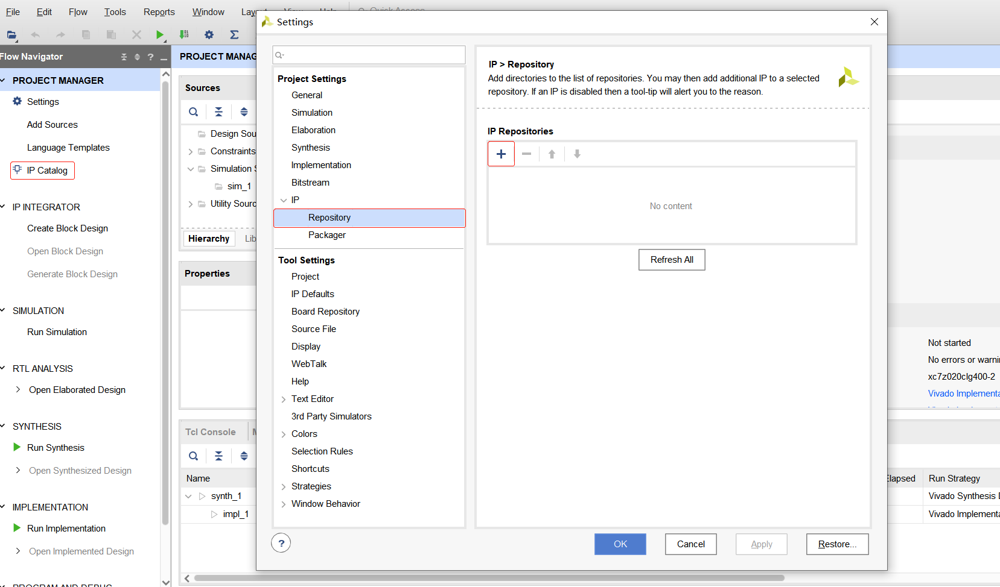 File Edit Flow Tools Reports Window
Settings
Flow Navigator
PROJECT MANAGER
Settings
Add Sources
Language Templates
IP Catalog
IP INTEGRATOR
Create Block Design
Open Block Design
Generate Block Design
SIMULATION
Run Simulation
RTL ANALYSIS
Open Elaborated Design
SYNTHESIS
Run Synthesis
Open Synthesized Design
IMPLEMENTATION
Run Implementation
Open Implemented Design
PROGRAM AND DEBUG
PROJECT MANAG
Sources
Design Sou
Constraints
Simulation S
sim_1
Utility Sourc
Hierarchy Lib
Properties
Tcl Console M
Name
synth_1
impl_1
Project Settings
General
Simulation
Elaboration
Synthesis
Implementation
Bitstream
IP
Repository
Packager
Tool Settings
Project
IP Defaults
Board Repository
Source File
Display
WebTalk
Help
Text Editor
3rd Party Simulators
Colors
Selection Rules
Shortcuts
Strategies
Window Behavior
IP > Repository
Add directories to the list of repositories. You may then add additional IP to a selected
repository. If an IP is disabled then a tool-tip will alert you to the reason.
IP Repositories
No content
Refresh All
? OK Cancel Apply Restore...
Not started
No errors or warnin
xc7z020clg400-2
Vivado Implementa
Elapsed Run Strategy
Vivado Synthesis D
Vivado Implementa